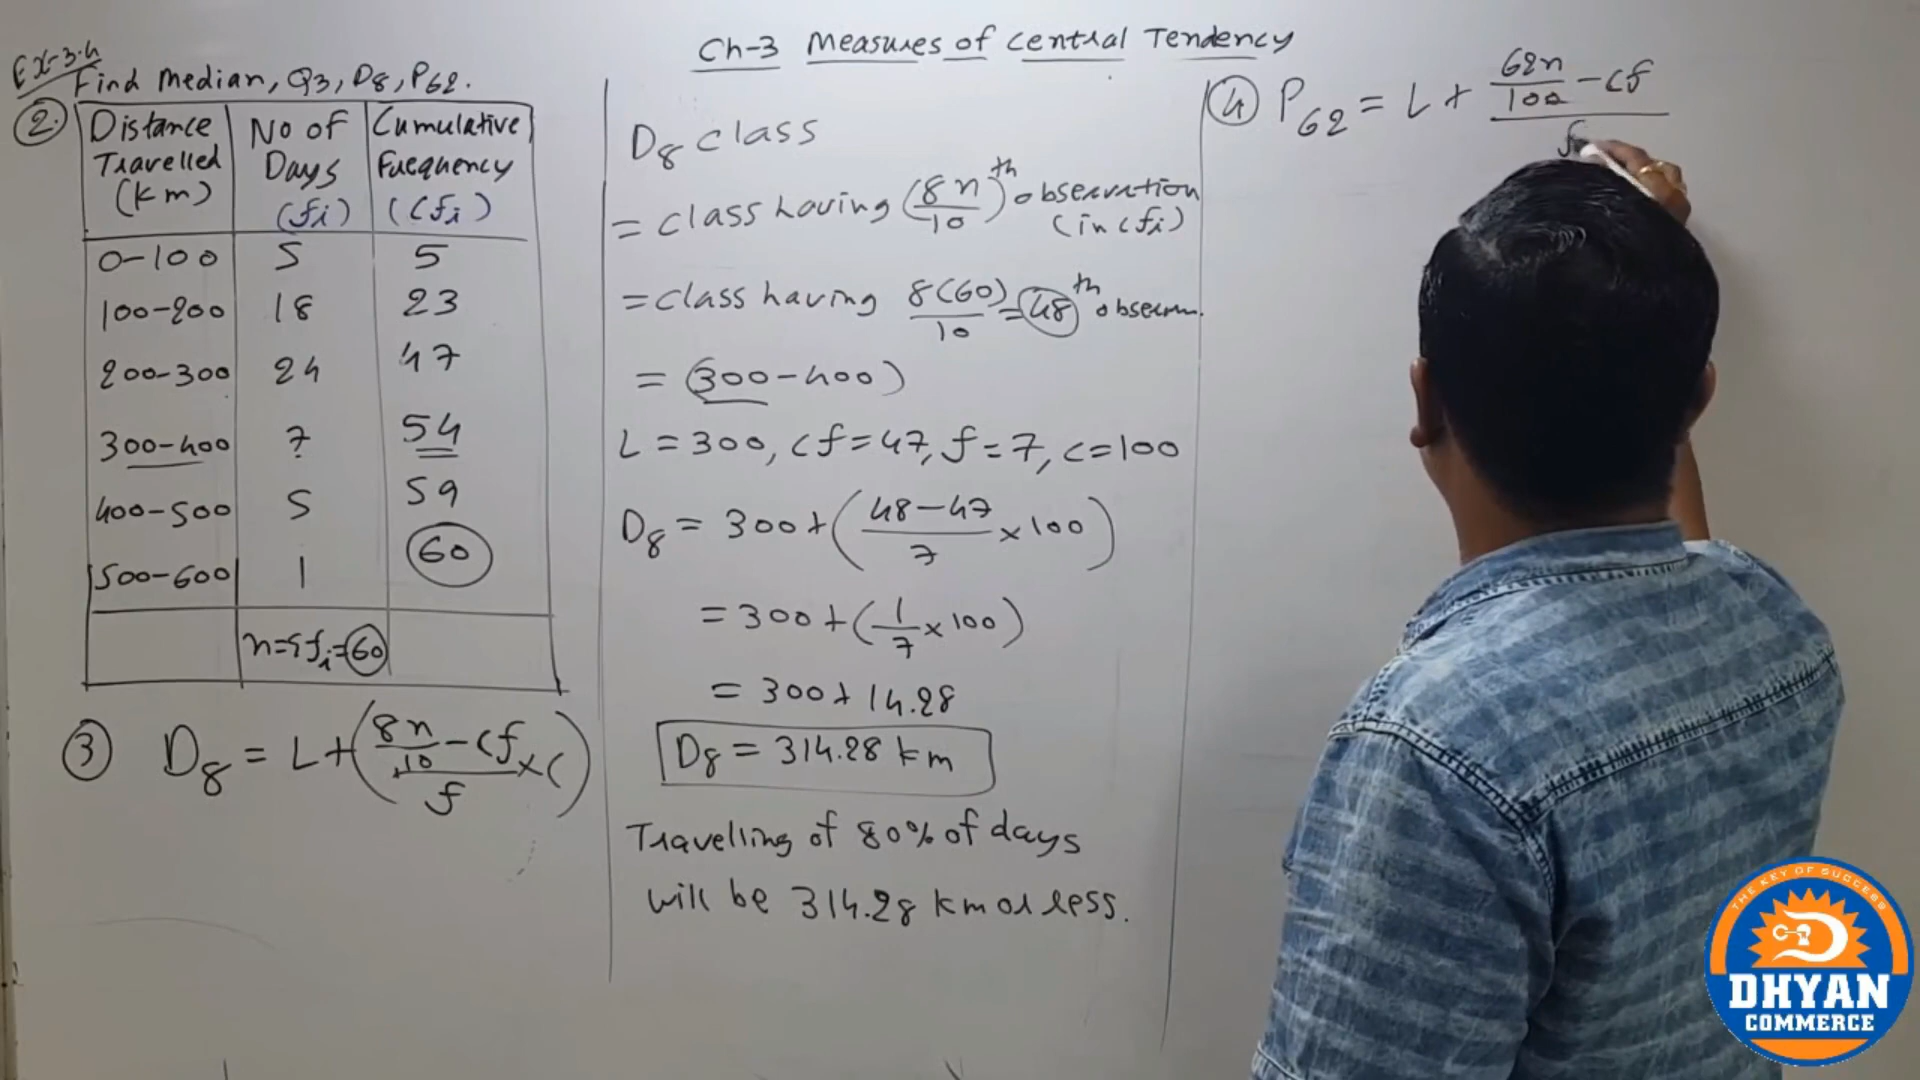 Ch-3 Measures of Central Tendency
Ex-3.4
Find Median, Q3, D8, P62.
2.
Distance Travelled (km) | No of Days (fi) | Cumulative Frequency (Cfi)
0-100 | 5 | 5
100-200 | 18 | 23
200-300 | 24 | 47
300-400 | 7 | 54
400-500 | 5 | 59
500-600 | 1 | 60
n=Σfi=60
3 D8 = L+(8n/10 - cf / f × c)
D8 class
= class having (8n/10)th observation (in cfi)
= class having 8(60)/10 = 48th observn.
= (300-400)
L = 300, cf = 47, f = 7, c = 100
D8 = 300+(48-47/7 × 100)
= 300+(1/7 × 100)
= 300+14.28
D8 = 314.28 km
Travelling of 80% of days
will be 314.28 km or less.
4 P62 = L + 62n/100 - cf / f
THE KEY OF SUCCESS
DHYAN
COMMERCE